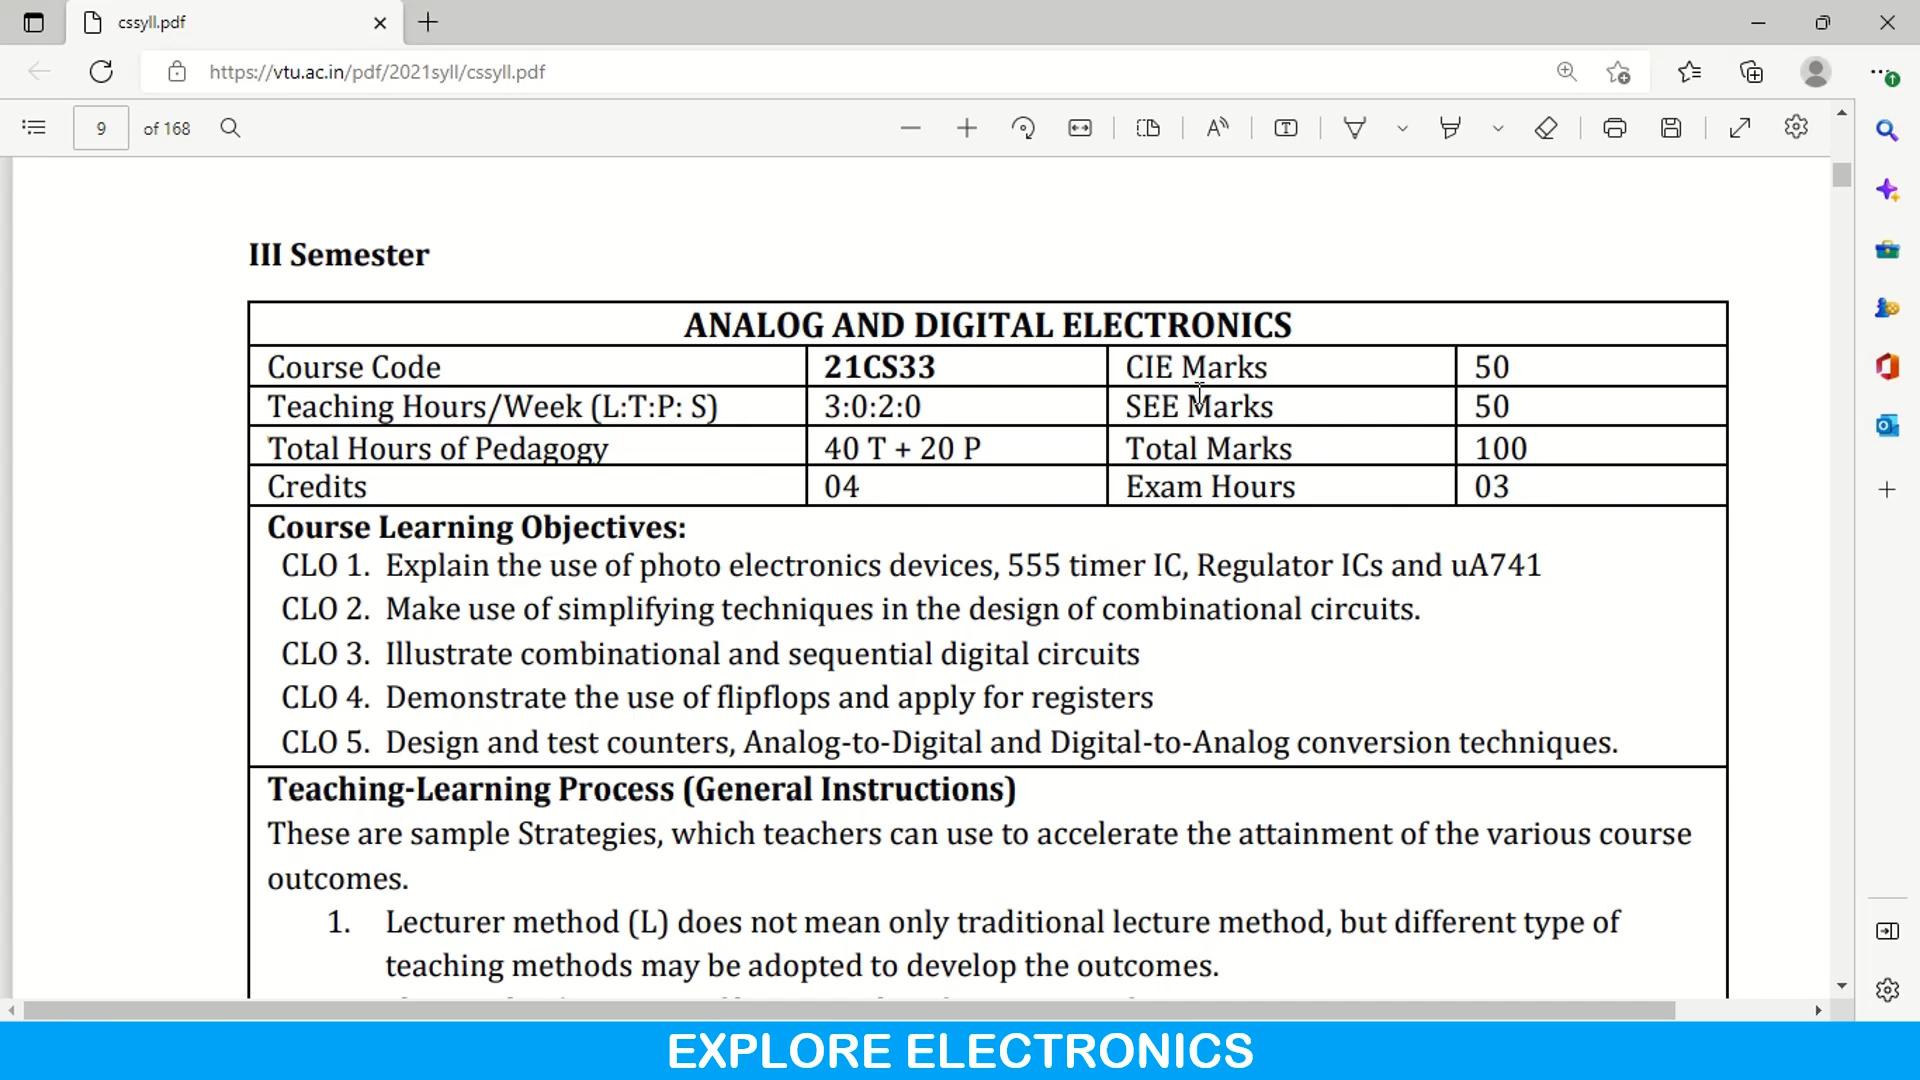 cssyll.pdf
https://vtu.ac.in/pdf/2021syll/cssyll.pdf
9 of 168
III Semester
ANALOG AND DIGITAL ELECTRONICS
Course Code 21CS33 CIE Marks 50
Teaching Hours/Week (L:T:P: S) 3:0:2:0 SEE Marks 50
Total Hours of Pedagogy 40 T + 20 P Total Marks 100
Credits 04 Exam Hours 03
Course Learning Objectives:
CLO 1. Explain the use of photo electronics devices, 555 timer IC, Regulator ICs and uA741
CLO 2. Make use of simplifying techniques in the design of combinational circuits.
CLO 3. Illustrate combinational and sequential digital circuits
CLO 4. Demonstrate the use of flipflops and apply for registers
CLO 5. Design and test counters, Analog-to-Digital and Digital-to-Analog conversion techniques.
Teaching-Learning Process (General Instructions)
These are sample Strategies, which teachers can use to accelerate the attainment of the various course
outcomes.
1. Lecturer method (L) does not mean only traditional lecture method, but different type of
teaching methods may be adopted to develop the outcomes.
EXPLORE ELECTRONICS